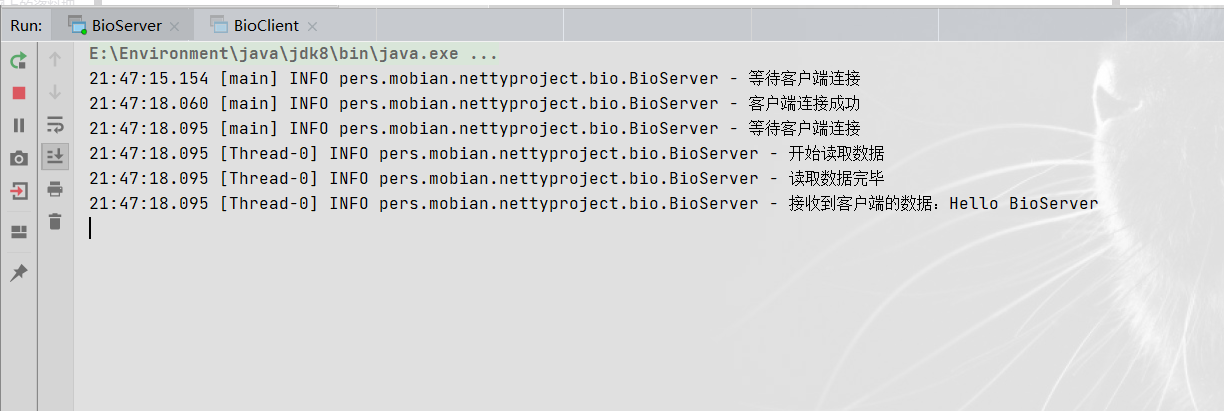 Run: BioServer BioClient
E:\Environment\java\jdk8\bin\java.exe ...
21:47:15.154 [main] INFO pers.mobian.nettyproject.bio.BioServer - 等待客户端连接
21:47:18.060 [main] INFO pers.mobian.nettyproject.bio.BioServer - 客户端连接成功
21:47:18.095 [main] INFO pers.mobian.nettyproject.bio.BioServer - 等待客户端连接
21:47:18.095 [Thread-0] INFO pers.mobian.nettyproject.bio.BioServer - 开始读取数据
21:47:18.095 [Thread-0] INFO pers.mobian.nettyproject.bio.BioServer - 读取数据完毕
21:47:18.095 [Thread-0] INFO pers.mobian.nettyproject.bio.BioServer - 接收到客户端的数据：Hello BioServer